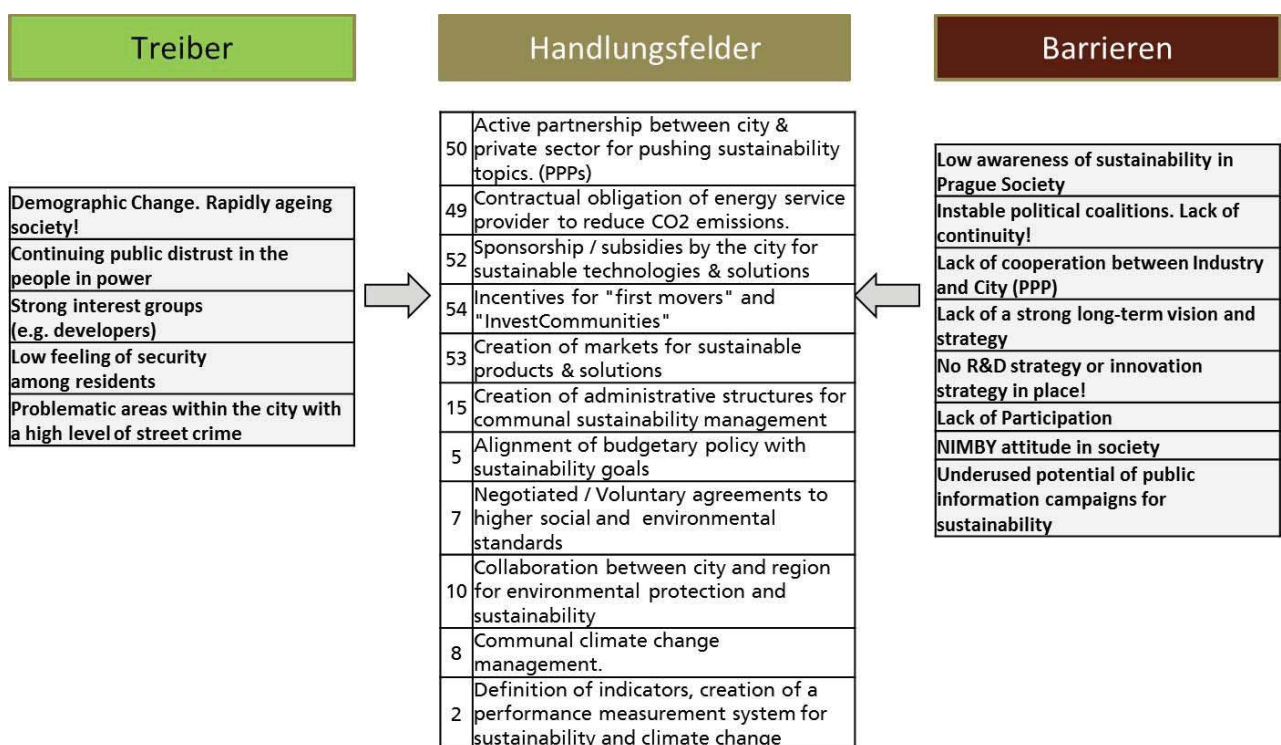 Treiber
Demographic Change. Rapidly ageing
society!
Continuing public distrust in the
people in power
Strong interest groups
(e.g. developers)
Low feeling of security
among residents
Problematic areas within the city with
a high level of street crime
Handlungsfelder
50 Active partnership between city &
private sector for pushing sustainability
topics. (PPPs)
49 Contractual obligation of energy service
provider to reduce CO2 emissions.
52 Sponsorship / subsidies by the city for
sustainable technologies & solutions
54 Incentives for "first movers" and
"InvestCommunities"
53 Creation of markets for sustainable
products & solutions
15 Creation of administrative structures for
communal sustainability management
5 Alignment of budgetary policy with
sustainability goals
7 Negotiated / Voluntary agreements to
higher social and environmental
standards
10 Collaboration between city and region
for environmental protection and
sustainability
8 Communal climate change
management.
2 Definition of indicators, creation of a
performance measurement system for
sustainability and climate change
Barrieren
Low awareness of sustainability in
Prague Society
Instable political coalitions. Lack of
continuity!
Lack of cooperation between Industry
and City (PPP)
Lack of a strong long-term vision and
strategy
No R&D strategy or innovation
strategy in place!
Lack of Participation
NIMBY attitude in society
Underused potential of public
information campaigns for
sustainability